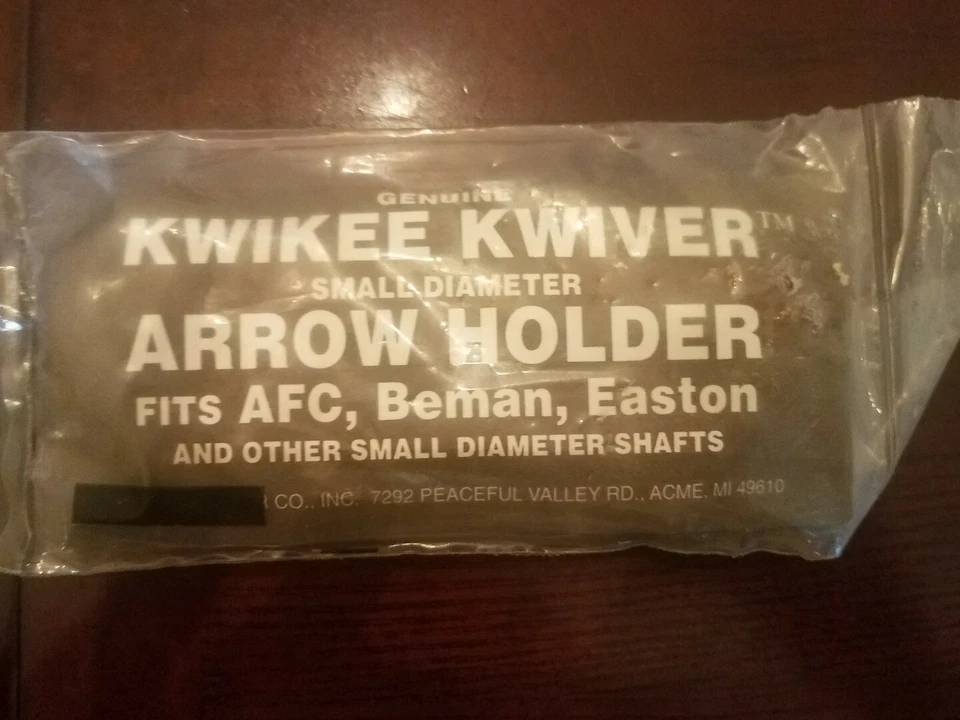 GENUINE
KWIKEE KWIVER™
SMALL DIAMETER
ARROW HOLDER
FITS AFC, Beman, Easton
AND OTHER SMALL DIAMETER SHAFTS
CO., INC. 7292 PEACEFUL VALLEY RD., ACME, MI 49610